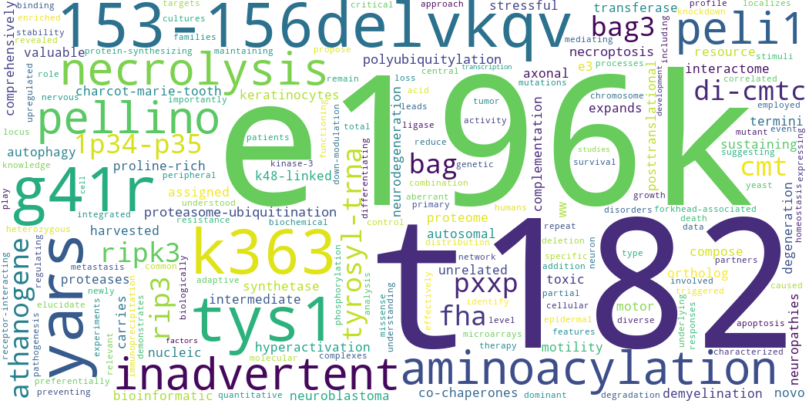 comprehensively
binding
enriched
stability
revealed
targets
cultures
families
153-156delvkqv
critical
approach
stressful
mediating
necroptosis
transferase
bag3
including
profile
knockdown
localizes
peli1
protein-synthesizing
maintaining
propose
necrolysis
polyubiquitylation
valuable
upregulated
role
charcot-marie-tooth
nervous
importantly
keratinocytes
remain
central
transcription
loss
acid
leads
mutations
axonal
e3
processes
resource
interactome
stimuli
correlated
di-cmtc
pellino
e196k
expands
chromosome
employed
termini
mutant
event
locus
1p34-p35
patients
functioning
down-modulation
total
ligase
reduce
tumor
activity
neurodegeneration
complementation
posttranslational
development
suggesting
sustaining
yeast
autophagy
knowledge
proline-rich
kinase-3
differentiating
bag
genetic
studies
survival
cmt
play
g41r
cell
peripheral
understood
k48-linked
combination
aberrant
primary
humans
ww
growth
disorders
forkhead-associated
death
data
degeneration
homeostasis
expressing
integrated
assigned
proteasome-ubiquitination
resistance
biochemical
control
tyrosyl-trna
proteome
distribution
autosomal
t182
repeat
deletion
specific
addition
neuron
type
heterozygous
athanogene
yars
regulating
harvested
ripk3
k363
network
unrelated
pxxp
toxic
partial
cellular
motor
diverse
compose
ortholog
involved
triggered
partners
via
neuropathies
caused
receptor-interacting
pathogenesis
elucidate
metastasis
proteases
newly
experiments
common
carries
demonstrates
relevant
immunoprecipitation
rip3
biologically
adaptive
intermediate
synthetase
tys1
phosphorylation
analysis
missense
understanding
effectively
identify
fha
level
microarrays
therapy
epidermal
features
motility
underlying
responses
apoptosis
characterized
nucleic
factors
hyperactivation
molecular
complexes
preferentially
preventing
inadvertent
bioinformatic
quantitative
neuroblastoma
aminoacylation
co-chaperones
dominant
degradation
demyelination
novo